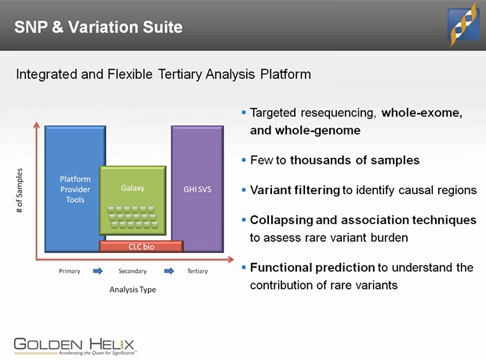 SNP & Variation Suite
Integrated and Flexible Tertiary Analysis Platform
# of Samples
Platform
Provider
Tools
Galaxy
GHI SVS
CLC bio
Primary
Secondary
Tertiary
Analysis Type
Targeted resequencing, whole-exome,
and whole-genome
Few to thousands of samples
Variant filtering to identify causal regions
Collapsing and association techniques
to assess rare variant burden
Functional prediction to understand the
contribution of rare variants
GOLDEN HELIX
Accelerating the Quest for Significance™